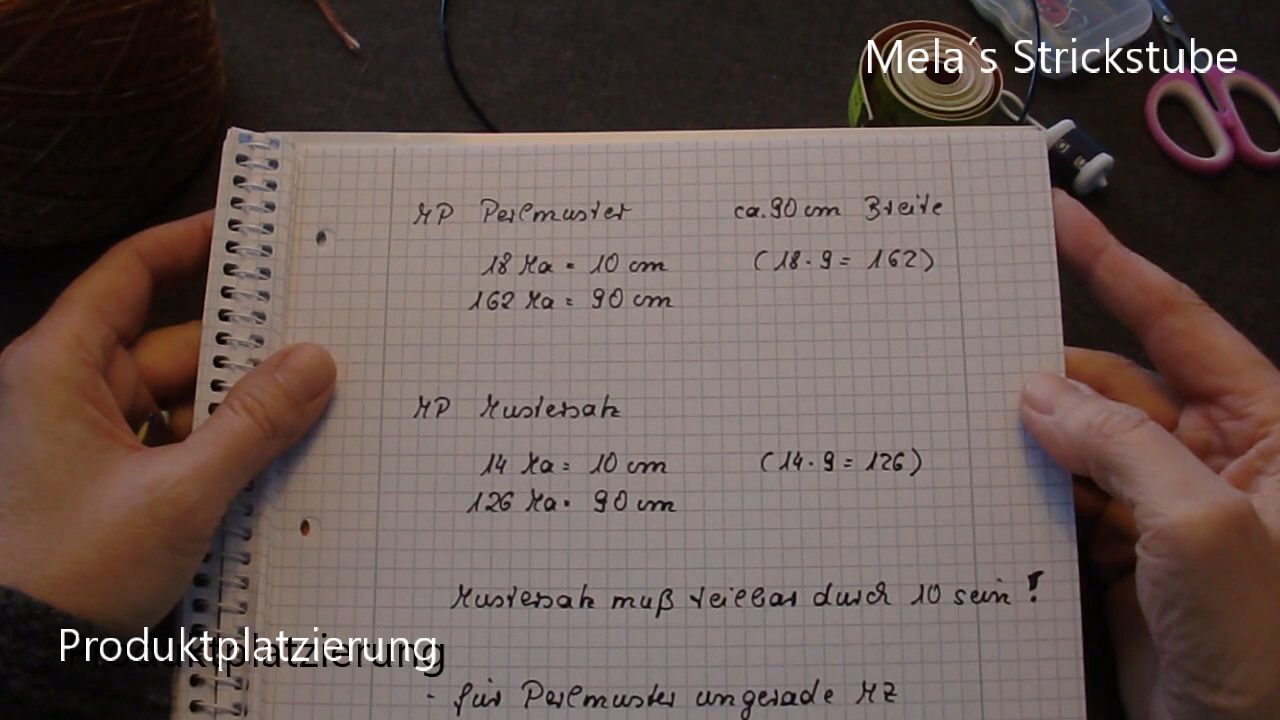 Mela´s Strickstube
MP Perlmuster ca. 90 cm Breite
18 Ma = 10 cm (18 · 9 = 162)
162 Ma = 90 cm
MP Mustersatz
14 Ma = 10 cm (14 · 9 = 126)
126 Ma = 90 cm
Mustersatz muß teilbar durch 10 sein !
Produktplatzierung
- für Perlmuster ungerade MZ